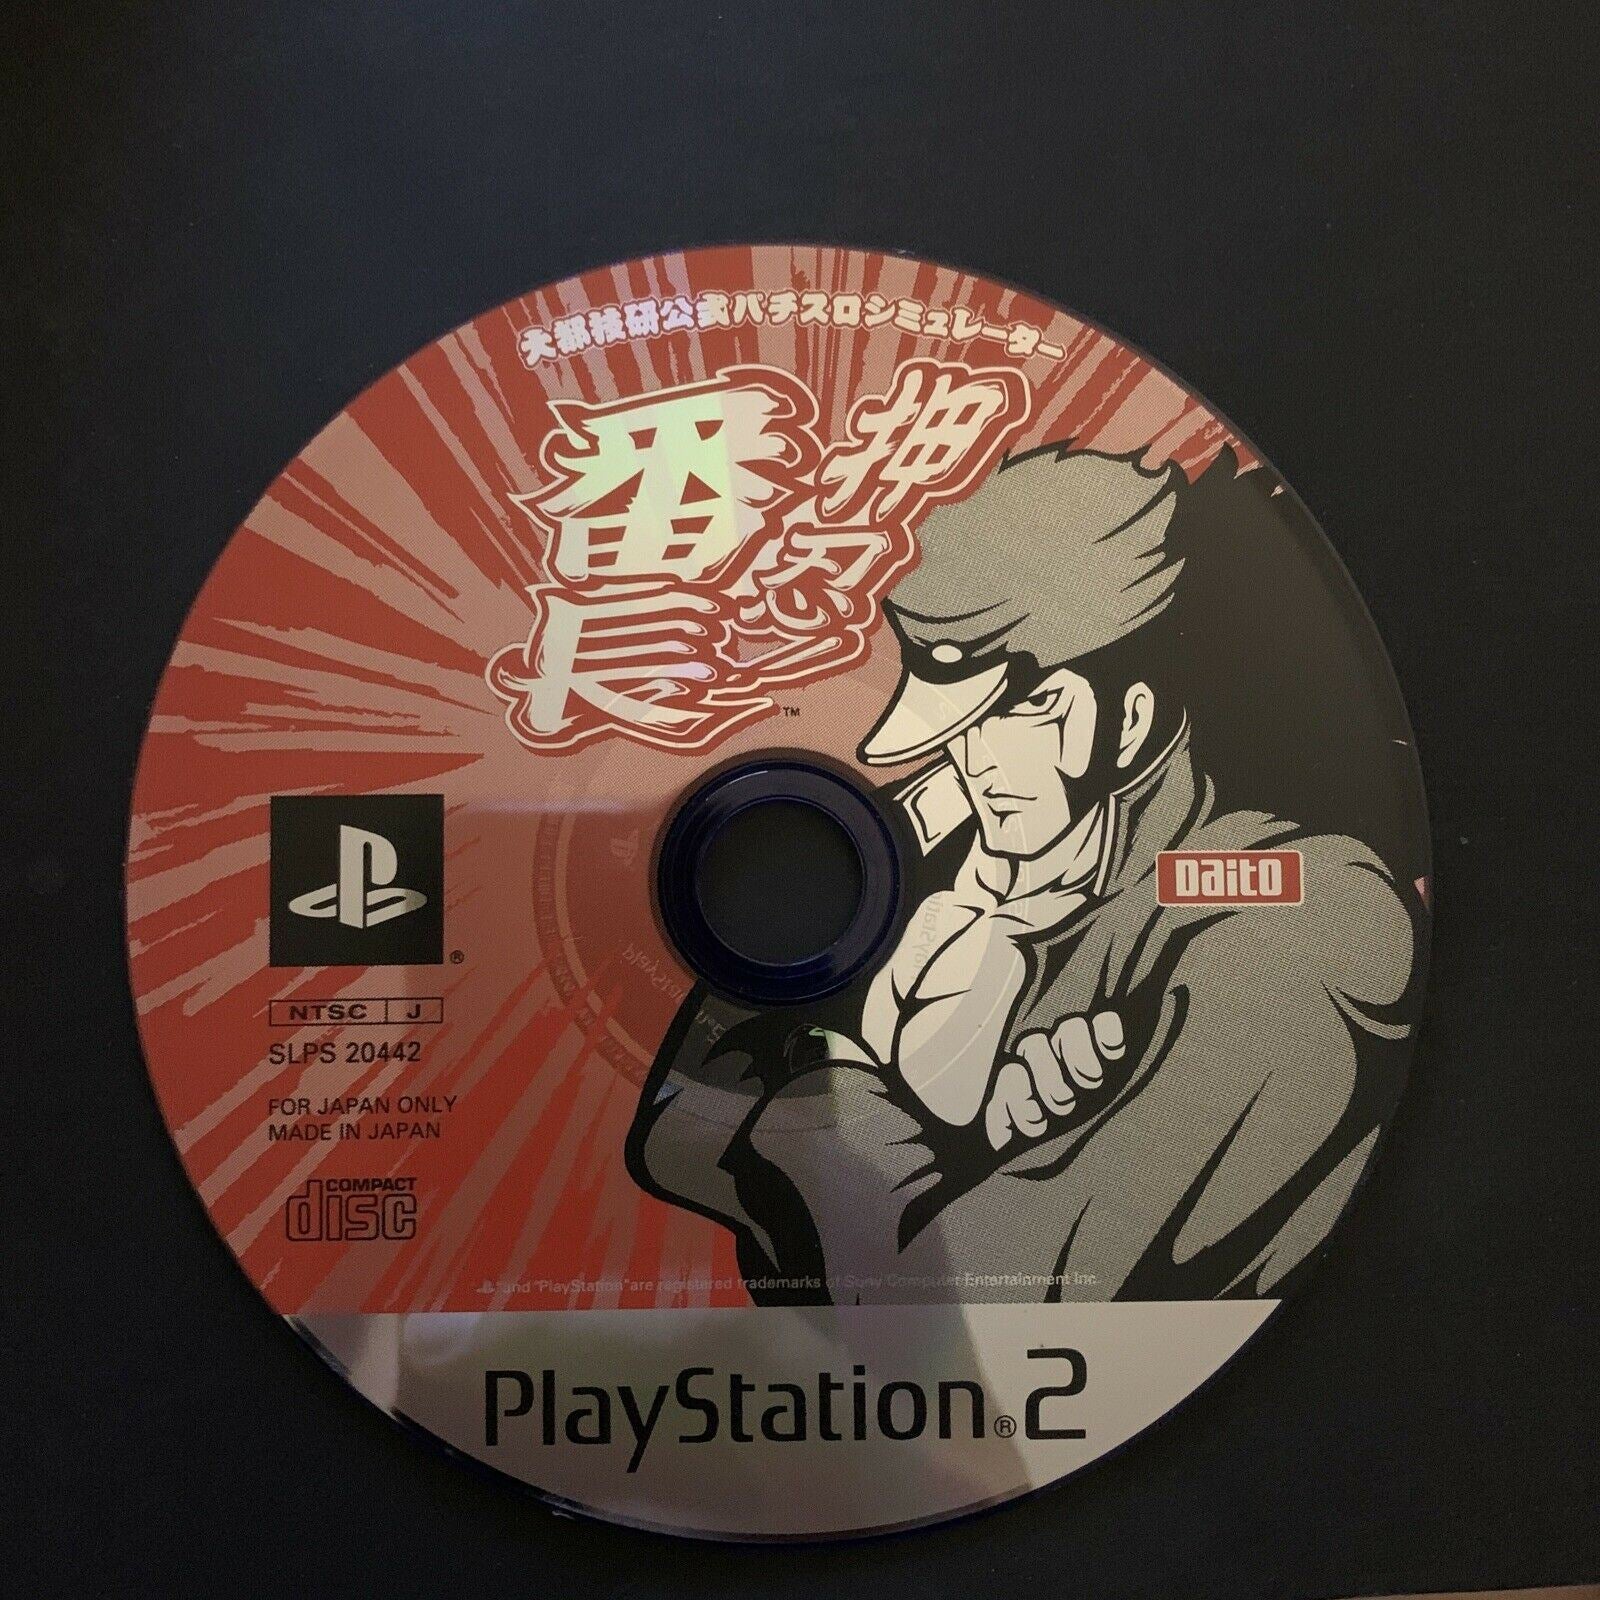 大都技研公式パチスロシミュレーター
押忍!
番長
TM
Daito
®
NTSC J
SLPS 20442
FOR JAPAN ONLY
MADE IN JAPAN
COMPACT
disc
"and "PlayStation" are registered trademarks of Sony Computer Entertainment Inc.
PlayStation®2